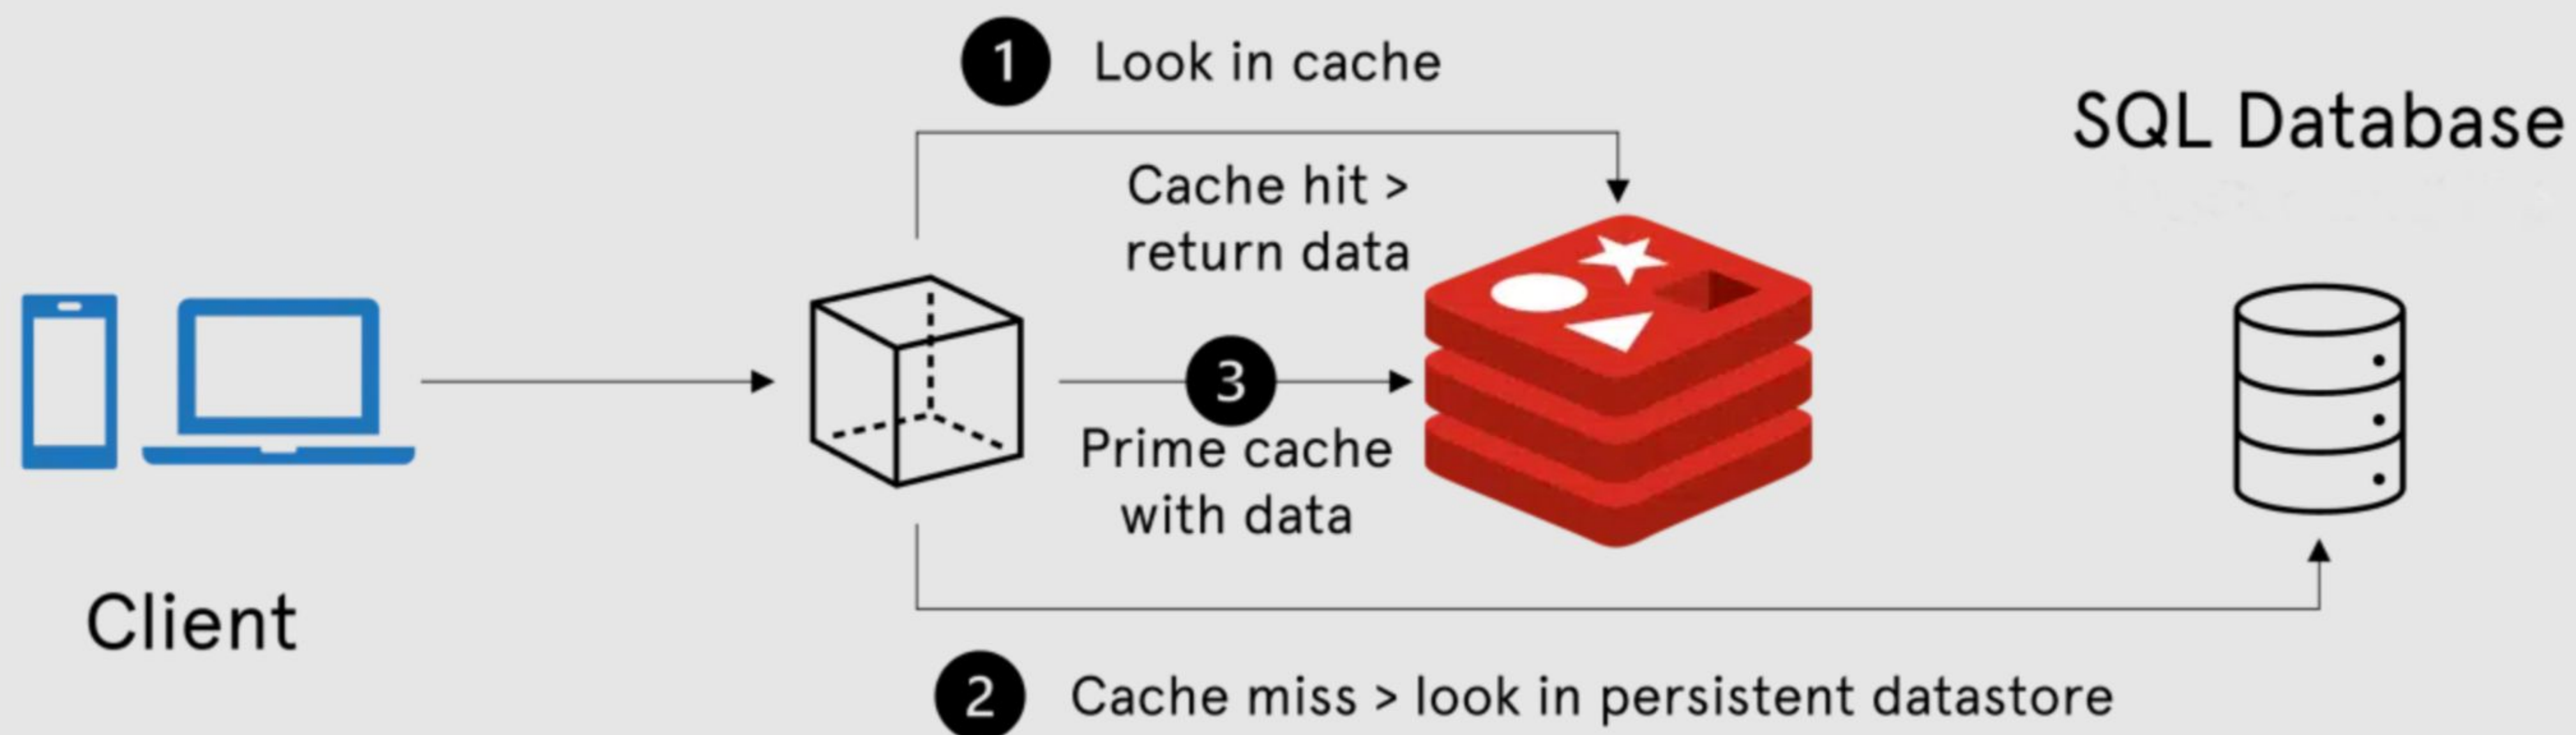 1 Look in cache
SQL Database
Cache hit >
return data
3
Prime cache
with data
Client
2 Cache miss > look in persistent datastore